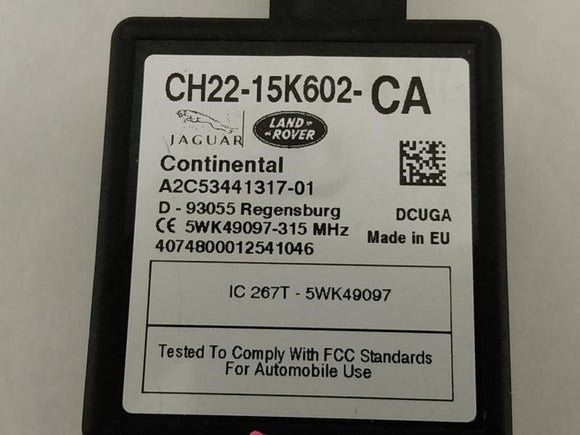 CH22-15K602-CA
JAGUAR
LAND-
-ROVER
Continental
A2C53441317-01
D - 93055 Regensburg
CE 5WK49097-315 MHz
4074800012541046
DCUGA
Made in EU
IC 267T - 5WK49097
Tested To Comply With FCC Standards
For Automobile Use